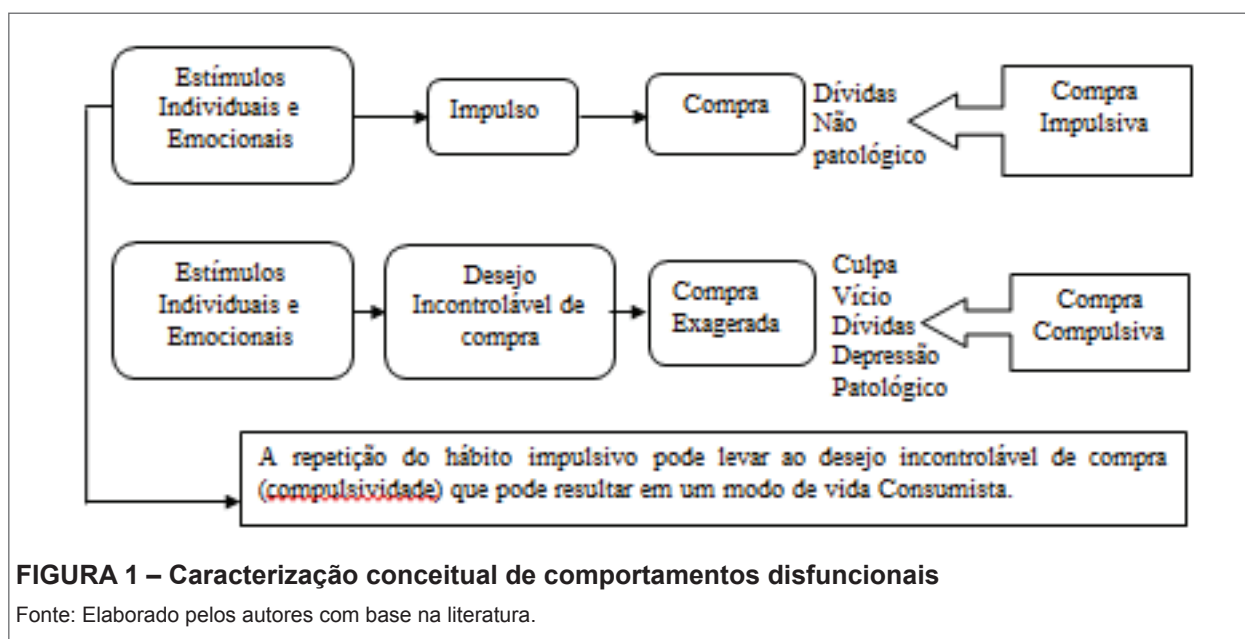 Estímulos
Individuais e
Emocionais
Impulso
Compra
Dívidas
Não
patológico
Compra
Impulsiva
Estímulos
Individuais e
Emocionais
Desejo
Incontrolável de
compra
Compra
Exagerada
Culpa
Vício
Dívidas
Depressão
Patológico
Compra
Compulsiva
A repetição do hábito impulsivo pode levar ao desejo incontrolável de compra
(compulsividade) que pode resultar em um modo de vida Consumista.
FIGURA 1 – Caracterização conceitual de comportamentos disfuncionais
Fonte: Elaborado pelos autores com base na literatura.